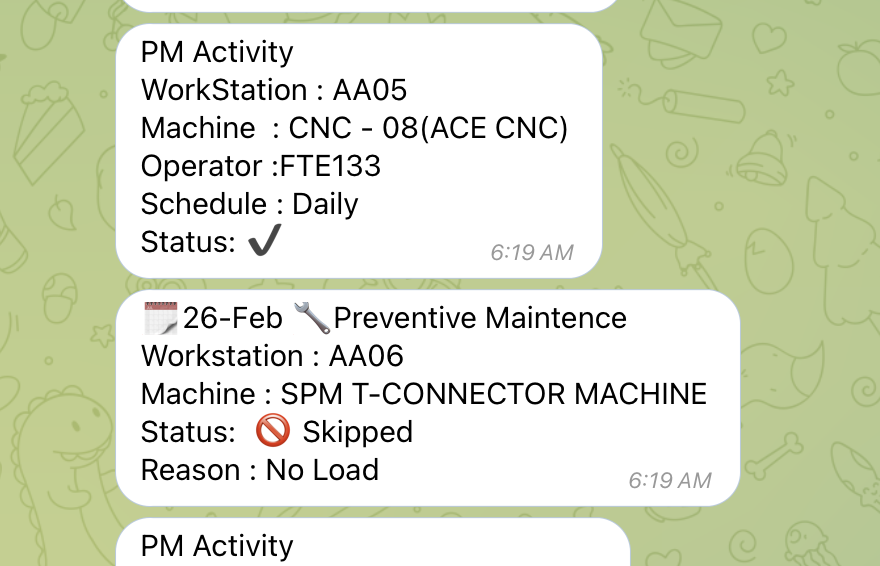 PM Activity
WorkStation : AA05
Machine  : CNC - 08(ACE CNC)
Operator :FTE133
Schedule : Daily
Status: ✔️
6:19 AM
🗓️26-Feb 🔧Preventive Maintence
Workstation : AA06
Machine : SPM T-CONNECTOR MACHINE
Status:  🚫 Skipped
Reason : No Load
6:19 AM
PM Activity